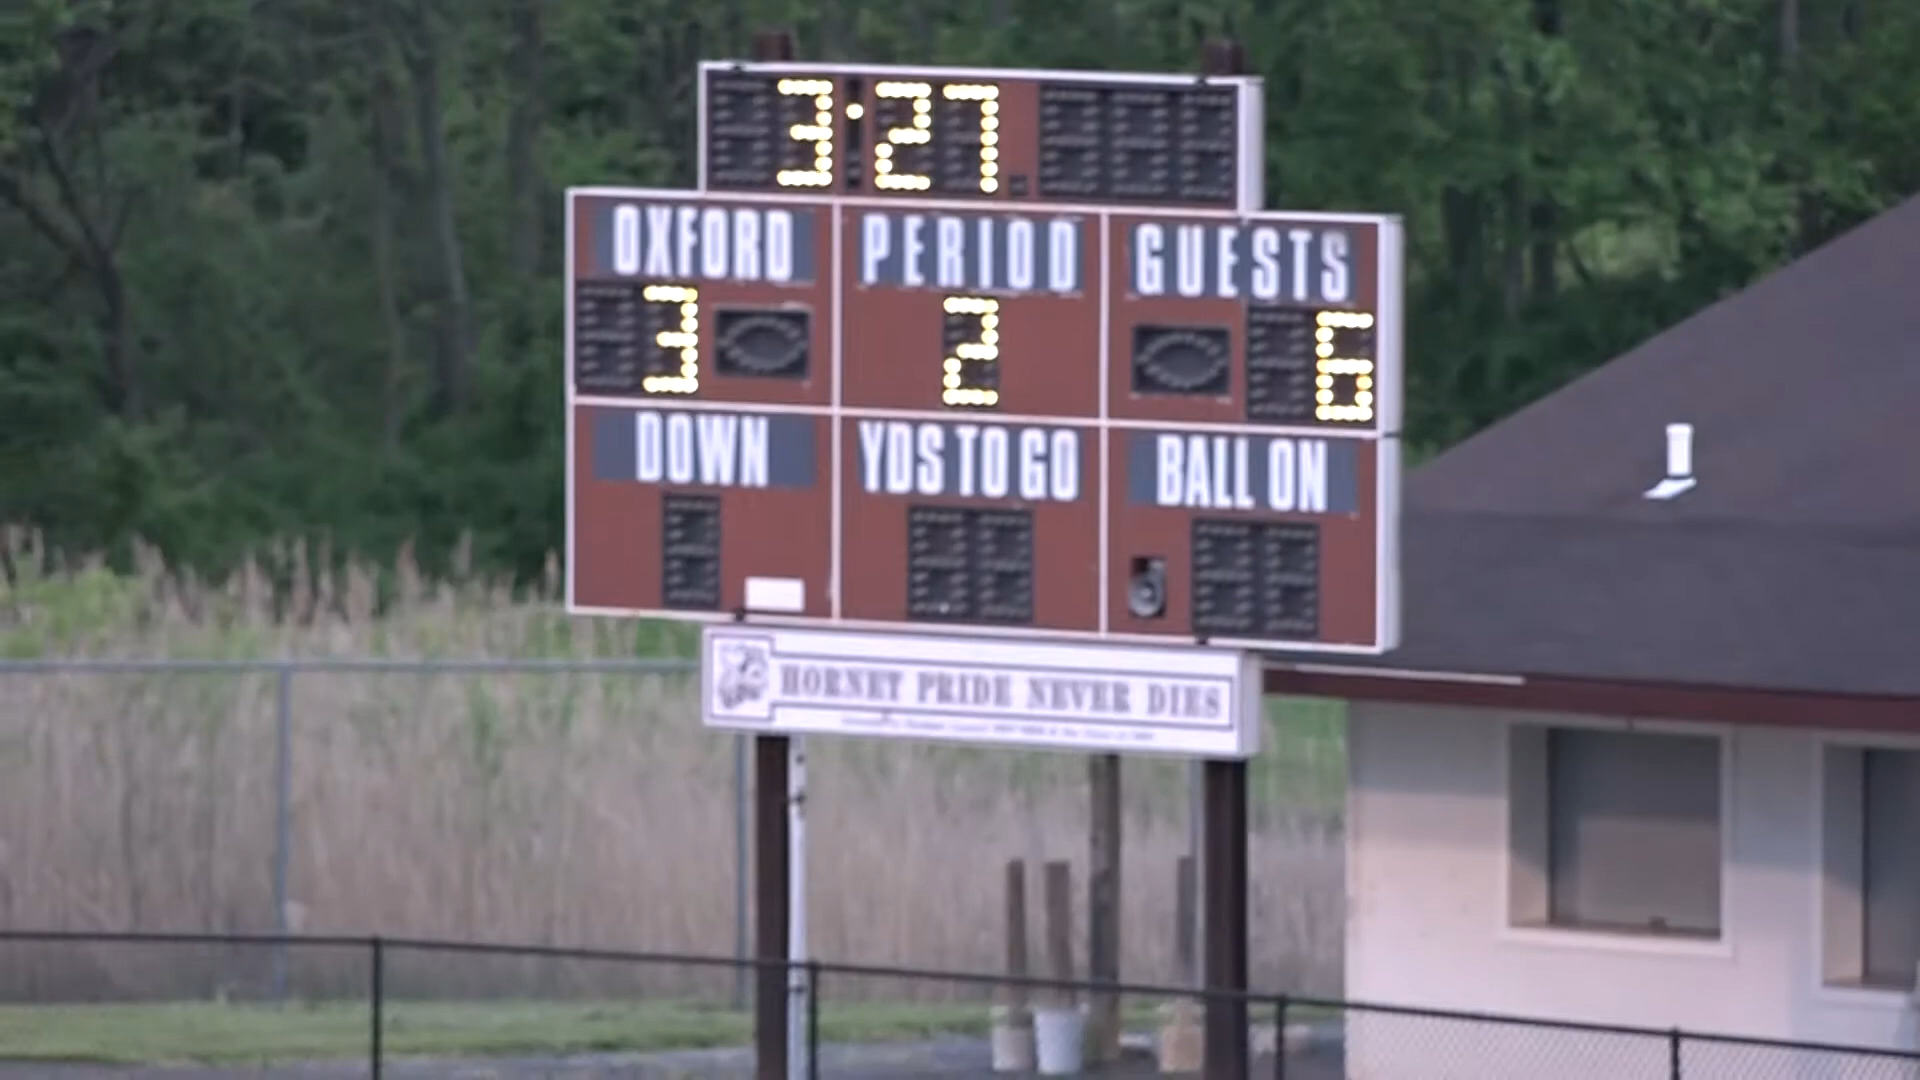 3:27
OXFORD PERIOD GUESTS
3 2 6
DOWN YDS TO GO BALL ON
HORNET PRIDE NEVER DIES